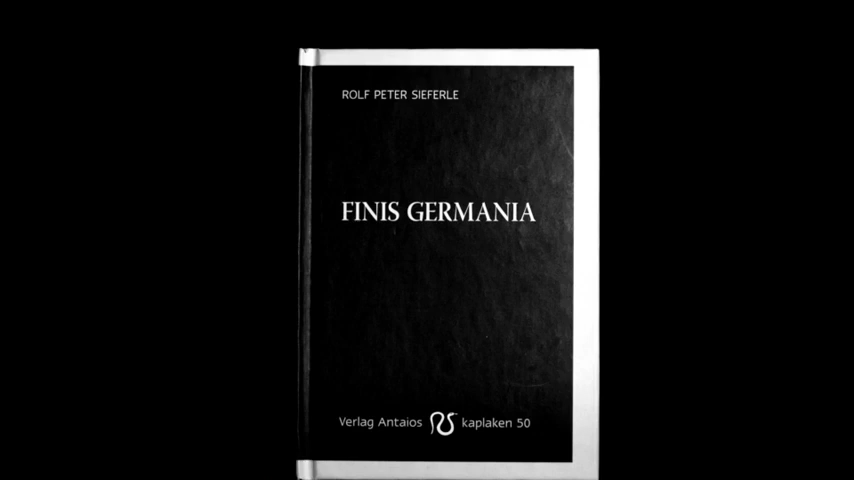 ROLF PETER SIEFERLE
FINIS GERMANIA
Verlag Antaios kaplaken 50